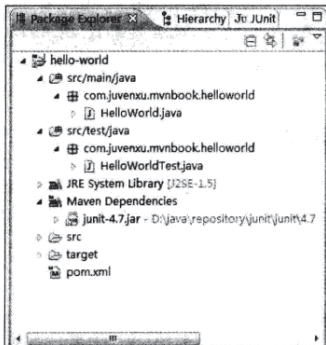 Package Explorer Hierarchy Ju JUnit
hello-world
src/main/java
com.juvenxu.mvnbook.helloworld
HelloWorld.java
src/test/java
com.juvenxu.mvnbook.helloworld
HelloWorldTest.java
JRE System Library [J2SE-1.5]
Maven Dependencies
junit-4.7.jar - D:\java\repository\junit\junit\4.7
src
target
pom.xml